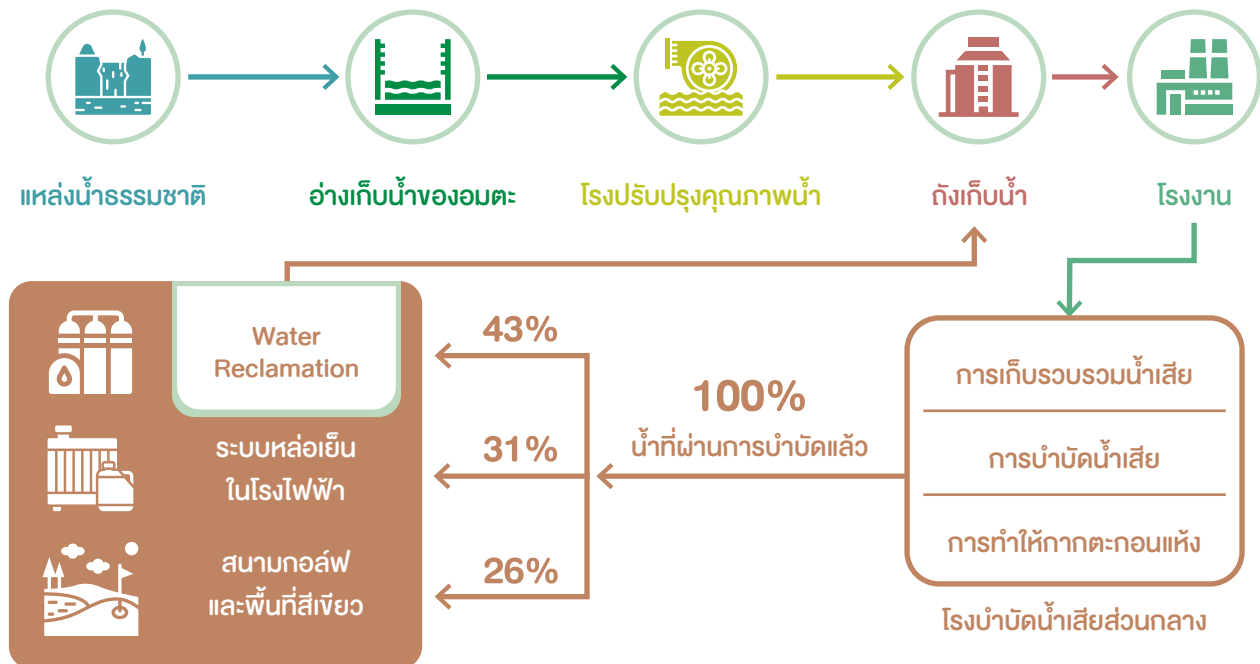 แหล่งน้ำธรรมชาติ
อ่างเก็บน้ำของอมตะ
โรงปรับปรุงคุณภาพน้ำ
ถังเก็บน้ำ
โรงงาน
Water
Reclamation
43%
100%
น้ำที่ผ่านการบำบัดแล้ว
การเก็บรวบรวมน้ำเสีย
ระบบหล่อเย็น
ในโรงไฟฟ้า
31%
การบำบัดน้ำเสีย
สนามกอล์ฟ
และพื้นที่สีเขียว
26%
การทำให้กากตะกอนแห้ง
โรงบำบัดน้ำเสียส่วนกลาง